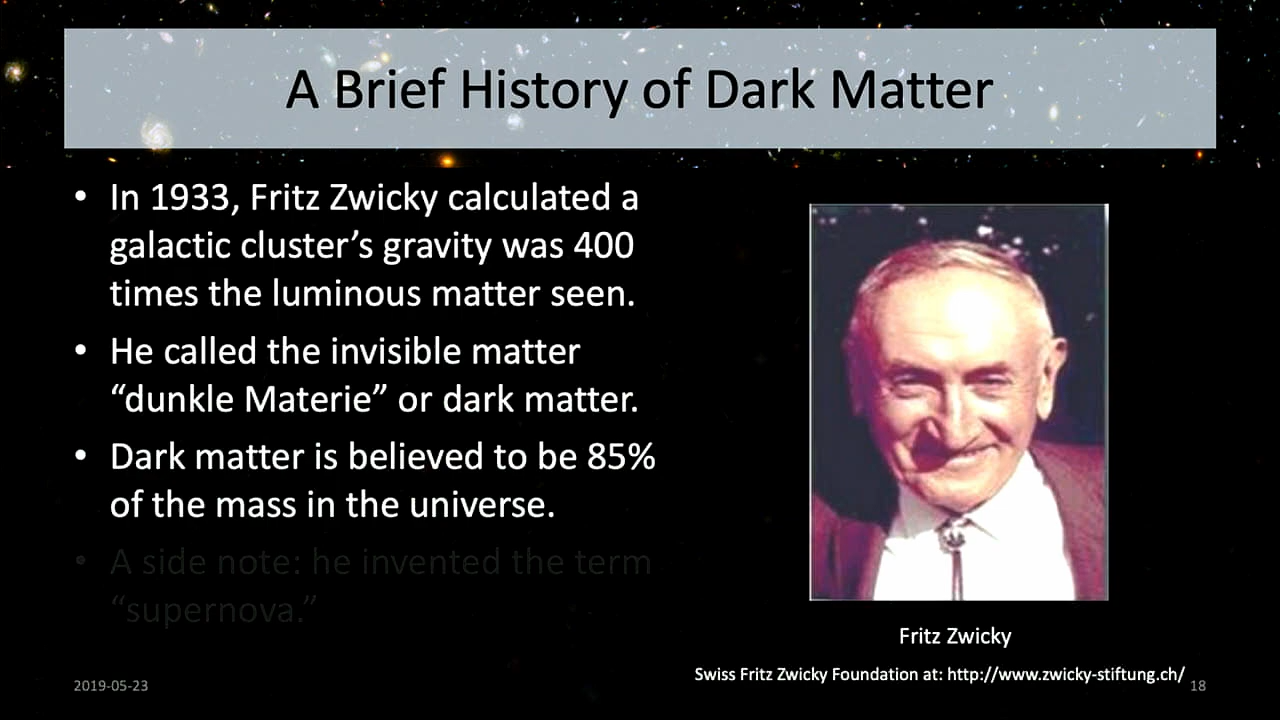 A Brief History of Dark Matter
• In 1933, Fritz Zwicky calculated a
galactic cluster’s gravity was 400
times the luminous matter seen.
• He called the invisible matter
“dunkle Materie” or dark matter.
• Dark matter is believed to be 85%
of the mass in the universe.
• A side note: he invented the term
“supernova.”
Fritz Zwicky
Swiss Fritz Zwicky Foundation at: http://www.zwicky-stiftung.ch/
2019-05-23
18